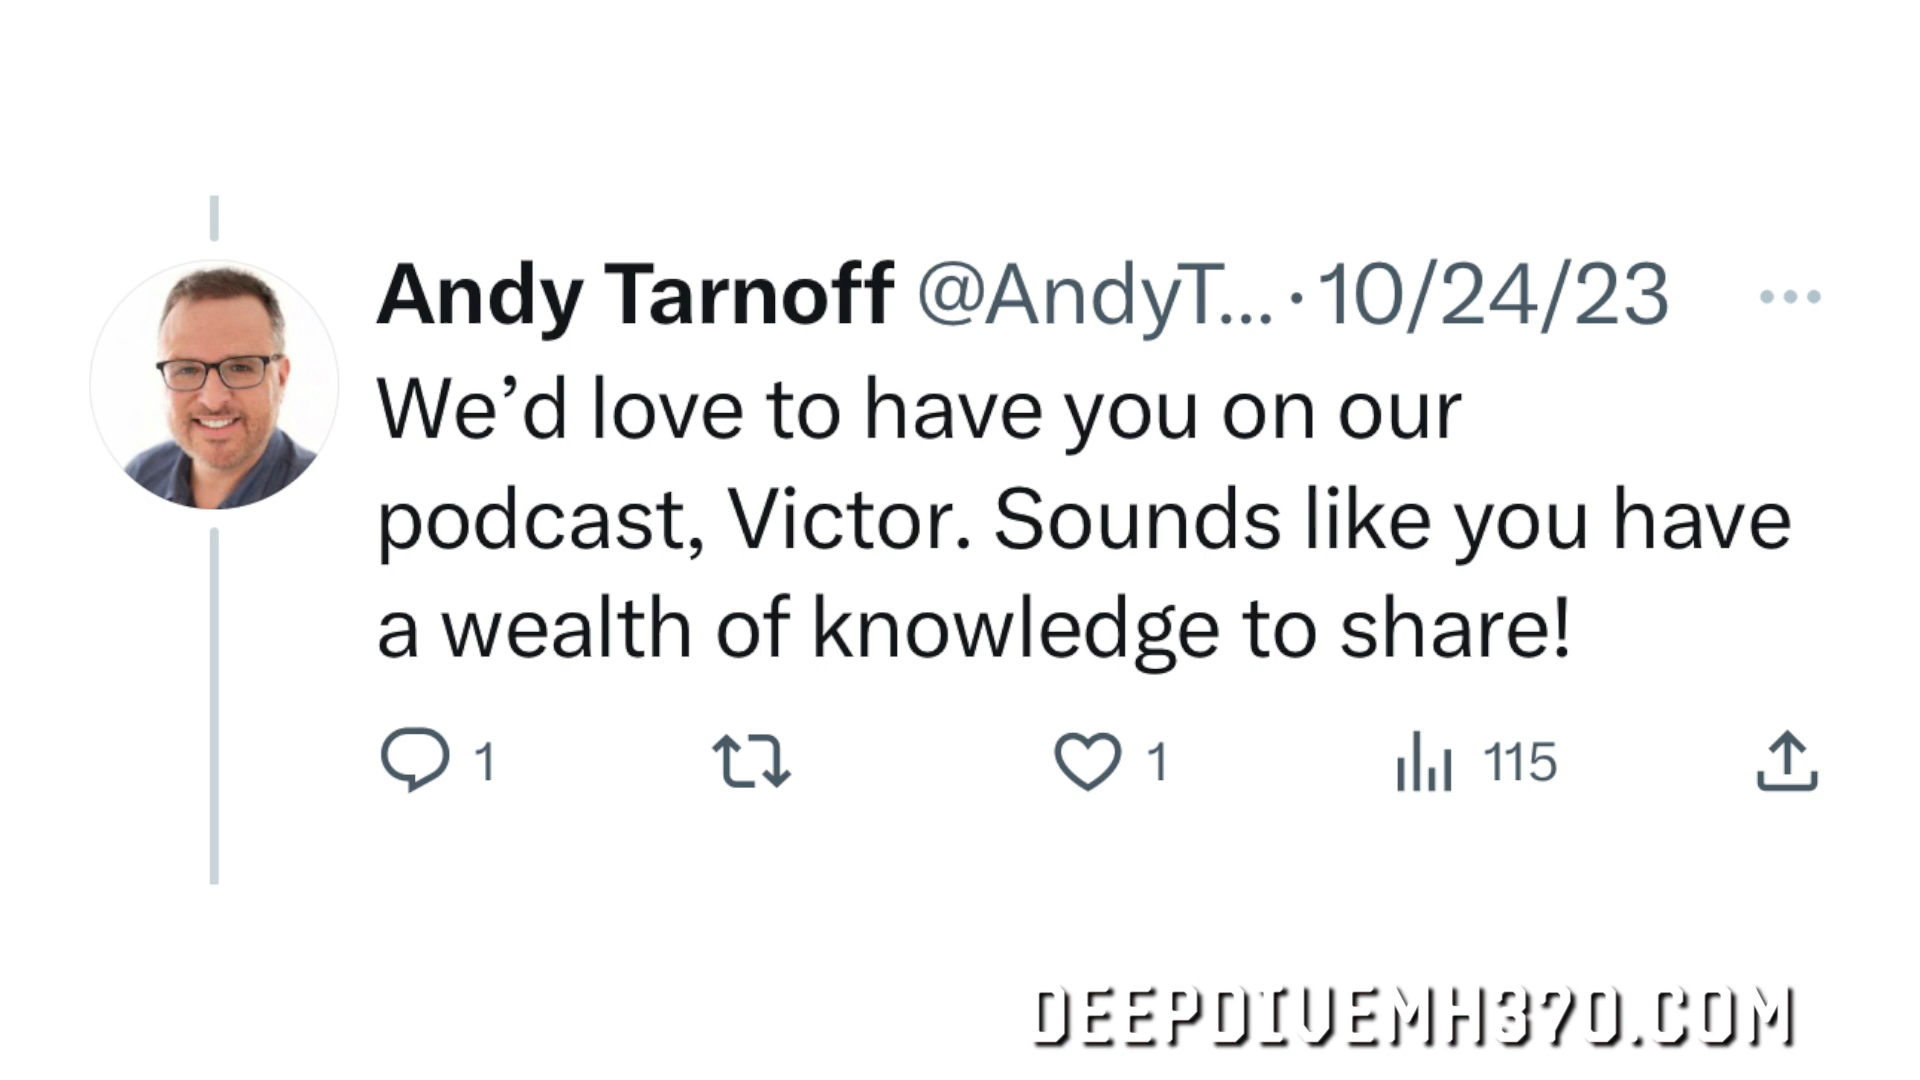 Andy Tarnoff @AndyT... · 10/24/23
We’d love to have you on our
podcast, Victor. Sounds like you have
a wealth of knowledge to share!
1 1 115
DEEPDIVEMH370.COM